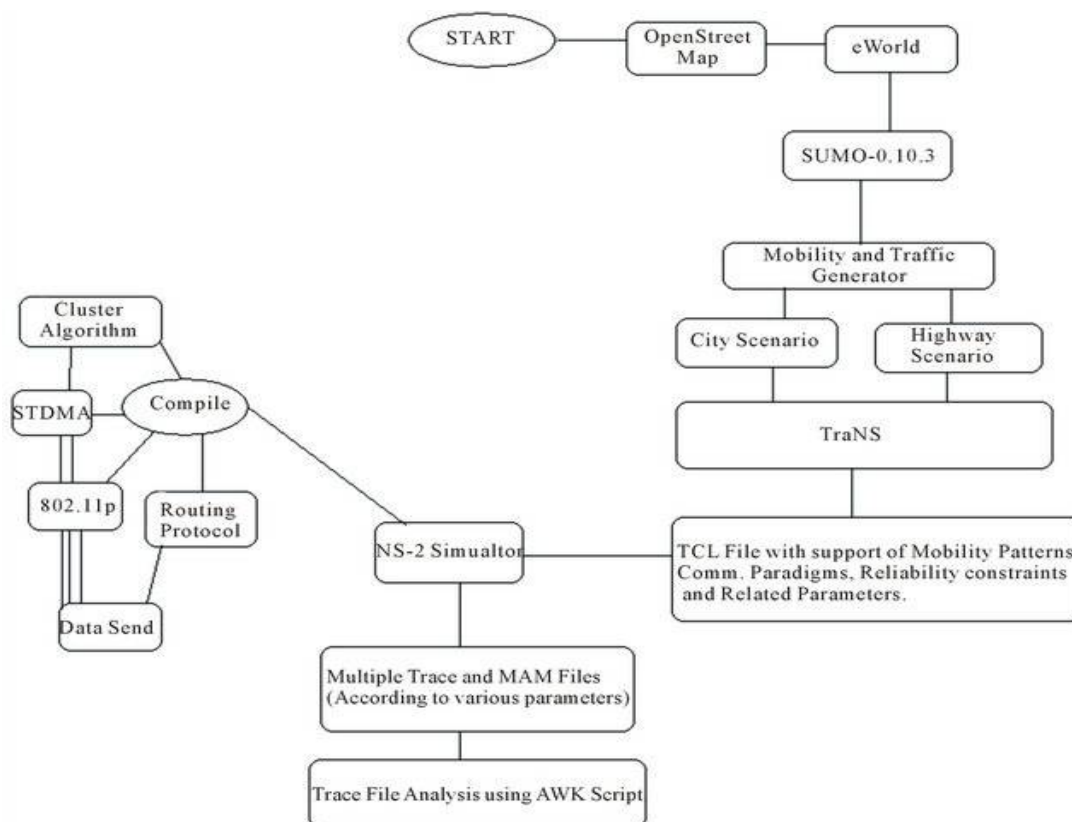 START
OpenStreet
Map
eWorld
SUMO-0.10.3
Mobility and Traffic
Generator
City Scenario
Highway
Scenario
TraNS
TCL File with support of Mobility Patterns
Comm. Paradigms, Reliability constraints
and Related Parameters.
NS-2 Simualtor
Cluster
Algorithm
Compile
STDMA
802.11p
Routing
Protocol
Data Send
Multiple Trace and MAM Files
(According to various parameters)
Trace File Analysis using AWK Script